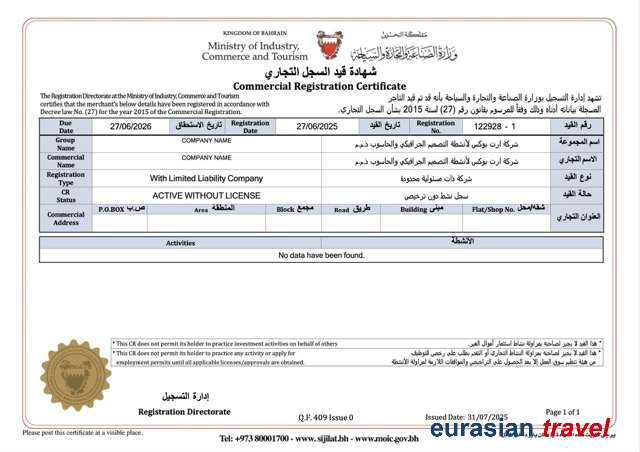 KINGDOM OF BAHRAIN
مملكة البحرين
Ministry of Industry,
Commerce and Tourism
وزارة الصناعة والتجارة والسياحة
شهادة قيد السجل التجاري
Commercial Registration Certificate
The Registration Directorate at the Ministry of Industry, Commerce and Tourism
certifies that the merchant's below details have been registered in accordance with
Decree law No. (27) for the year 2015 of the Commercial Registration.
تشهد إدارة التسجيل بوزارة الصناعة والتجارة والسياحة بأنه قد تم قيد التاجر
المسجلة بياناته أدناه وذلك وفقاً للمرسوم بقانون رقم (27) لسنة 2015 بشأن السجل التجاري.
Due Date 27/06/2026 تاريخ الاستحقاق Registration Date 27/06/2025 تاريخ القيد Registration No. 122928 - 1 رقم القيد
Group Name COMPANY NAME شركة ارت بوكس لأنشطة التصميم الجرافيكي والحاسوب ذ.م.م اسم المجموعة
Commercial Name COMPANY NAME شركة ارت بوكس لأنشطة التصميم الجرافيكي والحاسوب ذ.م.م الاسم التجاري
Registration Type With Limited Liability Company شركة ذات مسئولية محدودة نوع القيد
CR Status ACTIVE WITHOUT LICENSE سجل نشط دون ترخيص حالة القيد
Commercial Address P.O.BOX ص.ب Area المنطقة Block مجمع Road طريق Building مبنى Flat/Shop No. شقة/محل العنوان التجاري
Activities الأنشطة
No data have been found.
* This CR does not permit its holder to practice investment activities on behalf of others
* هذا القيد لا يجيز لصاحبه بمزاولة نشاط استثمار أموال الغير.
* This CR does not permit its holder to practice any activity or apply for
employment permits until all applicable licenses/approvals are obtained.
* هذا القيد لا يجيز لصاحبه مزاولة النشاط التجاري أو التقدم بطلب على رخص للتوظيف
من هيئة تنظيم سوق العمل إلا بعد الحصول على التراخيص والموافقات اللازمة لمزاولة الأنشطة
إدارة التسجيل
Registration Directorate
Q.F. 409 Issue 0
Issued Date: 31/07/2025
Page 1 of 1
Please post this certificate at a visible place.
Tel: +973 80001700 - www.sijilat.bh - www.moic.gov.bh
eurasian travel